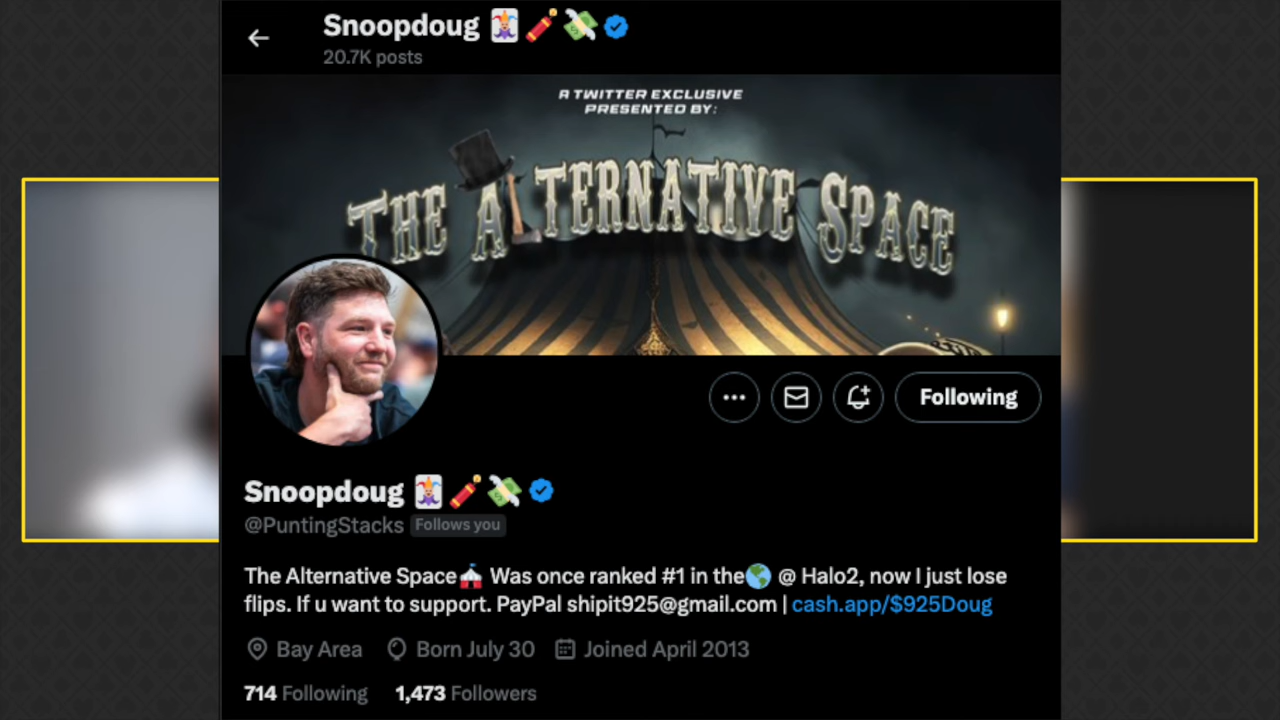 Snoopdoug 🃏🧨💸
20.7K posts
A TWITTER EXCLUSIVE
PRESENTED BY:
THE ALTERNATIVE SPACE
Following
Snoopdoug 🃏🧨💸
@PuntingStacks Follows you
The Alternative Space🎪 Was once ranked #1 in the🌎 @ Halo2, now I just lose
flips. If u want to support. PayPal shipit925@gmail.com | cash.app/$925Doug
Bay Area Born July 30 Joined April 2013
714 Following 1,473 Followers